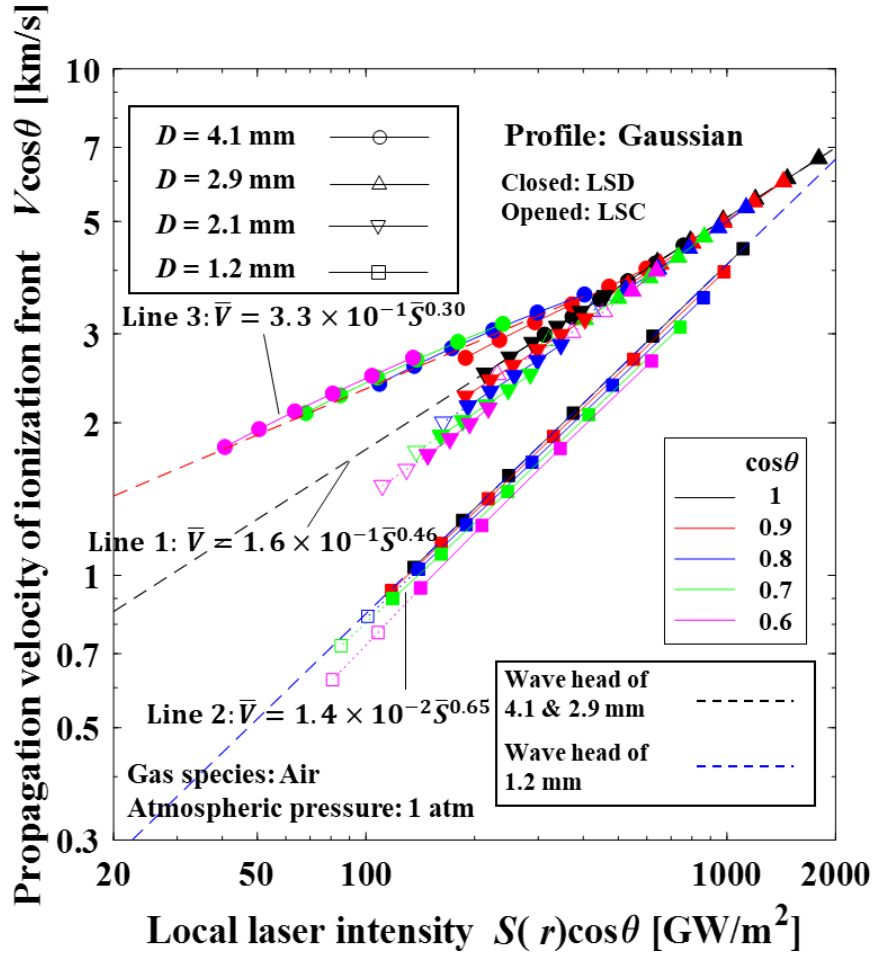 Propagation velocity of ionization front Vcosθ [km/s]
10
7
5
3
2
1
0.7
0.5
0.3
D = 4.1 mm
D = 2.9 mm
D = 2.1 mm
D = 1.2 mm
Profile: Gaussian
Closed: LSD
Opened: LSC
Line 3: V̅ = 3.3 × 10⁻¹S̅⁰·³⁰
Line 1: V̅ = 1.6 × 10⁻¹S̅⁰·⁴⁶
Line 2: V̅ = 1.4 × 10⁻²S̅⁰·⁶⁵
cosθ
1
0.9
0.8
0.7
0.6
Wave head of
4.1 & 2.9 mm
Wave head of
1.2 mm
Gas species: Air
Atmospheric pressure: 1 atm
20 50 100 1000 2000
Local laser intensity S( r)cosθ [GW/m²]